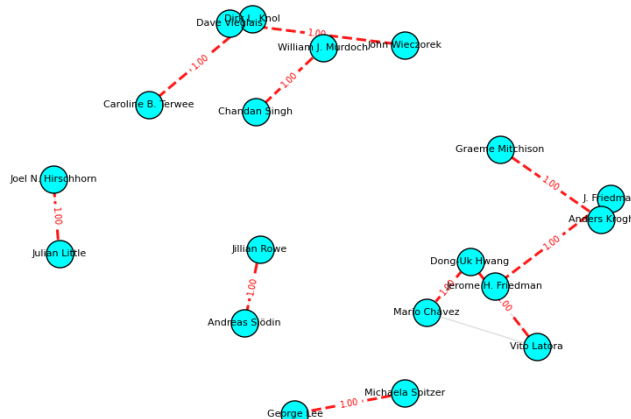 Dirk L. Knol
Dave Vieglais
1.00
John Wieczorek
William J. Murdoch
1.00
1.00
Caroline B. Terwee
Chandan Singh
Graeme Mitchison
1.00
Joel N. Hirschhorn
J. Friedma
Anders Krogh
1.00
1.00
Jillian Rowe
Julian Little
Dong-Uk Hwang
1.00
1.00
Jerome H. Friedman
1.00
Mario Chavez
Andreas Sjödin
Vito Latora
Michaela Spitzer
1.00
George Lee